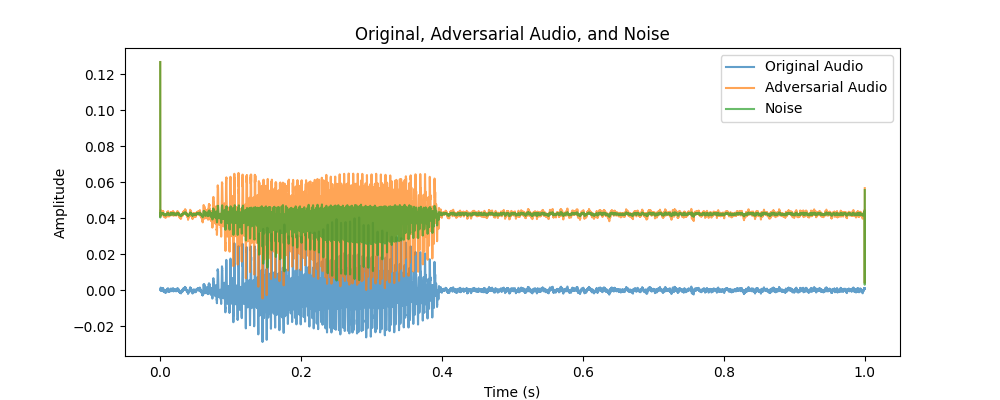 Original, Adversarial Audio, and Noise
Original Audio
Adversarial Audio
Noise
Amplitude
0.12
0.10
0.08
0.06
0.04
0.02
0.00
−0.02
0.0 0.2 0.4 0.6 0.8 1.0
Time (s)